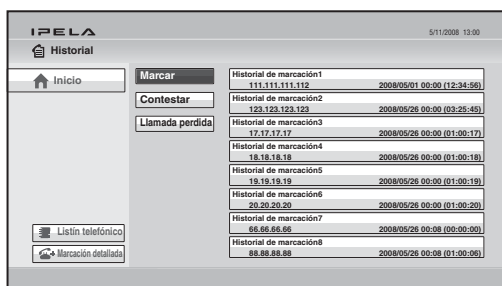 IPELA
5/11/2008 13:00
Historial
Inicio
Marcar
Contestar
Llamada perdida
Historial de marcación1
111.111.111.112 2008/05/01 00:00 (12:34:56)
Historial de marcación2
123.123.123.123 2008/05/26 00:00 (03:25:45)
Historial de marcación3
17.17.17.17 2008/05/26 00:00 (01:00:17)
Historial de marcación4
18.18.18.18 2008/05/26 00:00 (01:00:18)
Historial de marcación5
19.19.19.19 2008/05/26 00:00 (01:00:19)
Historial de marcación6
20.20.20.20 2008/05/26 00:00 (01:00:20)
Historial de marcación7
66.66.66.66 2008/05/26 00:08 (00:00:00)
Historial de marcación8
88.88.88.88 2008/05/26 00:08 (01:00:06)
Listín telefónico
Marcación detallada